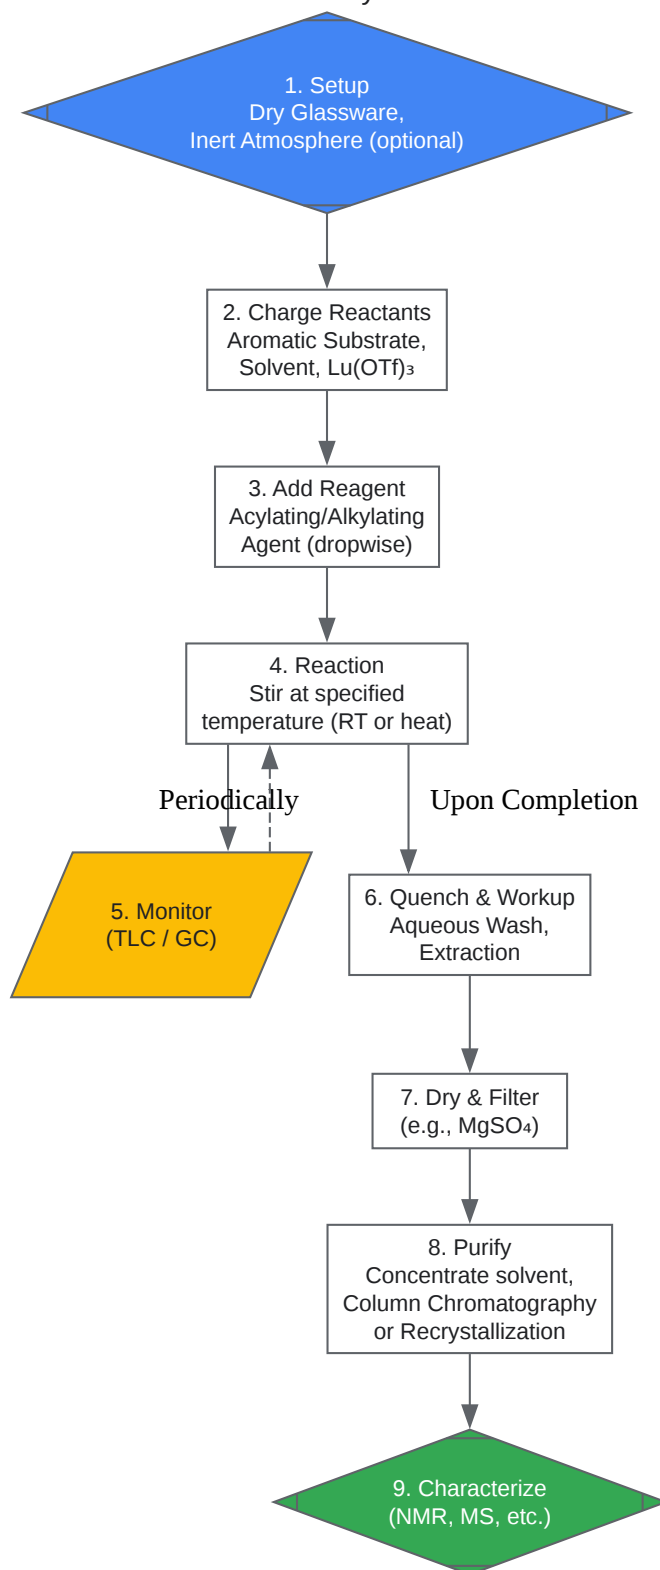 1. Setup
Dry Glassware,
Inert Atmosphere (optional)
2. Charge Reactants
Aromatic Substrate,
Solvent, Lu(OTf)₃
3. Add Reagent
Acylating/Alkylating
Agent (dropwise)
4. Reaction
Stir at specified
temperature (RT or heat)
Periodically
Upon Completion
5. Monitor
(TLC / GC)
6. Quench & Workup
Aqueous Wash,
Extraction
7. Dry & Filter
(e.g., MgSO₄)
8. Purify
Concentrate solvent,
Column Chromatography
or Recrystallization
9. Characterize
(NMR, MS, etc.)